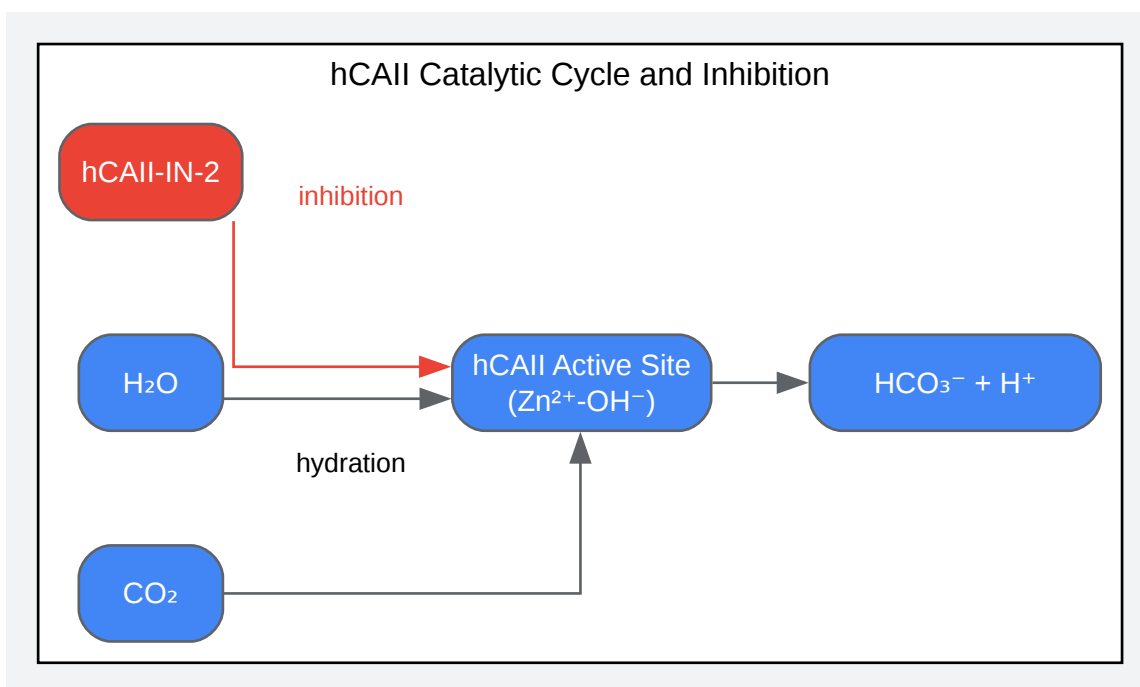 hCAII Catalytic Cycle and Inhibition
hCAII-IN-2
inhibition
H₂O
hCAII Active Site
(Zn²⁺-OH⁻)
HCO₃⁻ + H⁺
hydration
CO₂